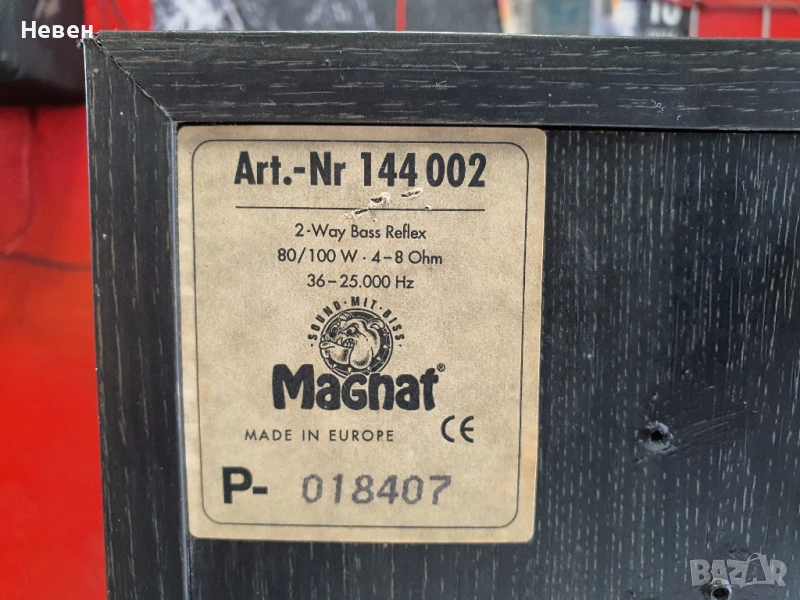 Невен
Art.-Nr 144 002
2-Way Bass Reflex
80/100 W · 4-8 Ohm
36-25.000 Hz
· SOUND · MIT · BISS ·
Magnat®
MADE IN EUROPE CE
P- 018407
BAZAR